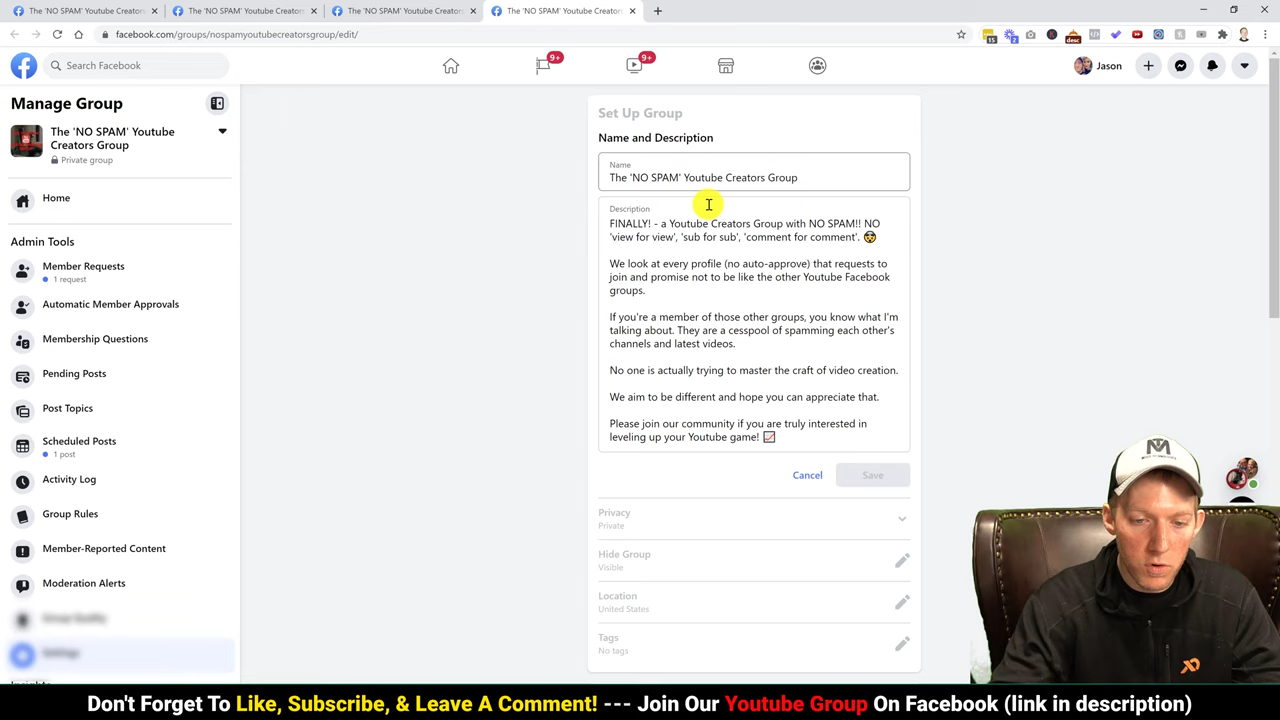 The 'NO SPAM' Youtube Creators
The 'NO SPAM' Youtube Creators
The 'NO SPAM' Youtube Creators
The 'NO SPAM' Youtube Creators
facebook.com/groups/nospamyoutubecreatorsgroup/edit/
15
2
desc
Search Facebook
9+
9+
Jason
Manage Group
The 'NO SPAM' Youtube
Creators Group
Private group
Home
Admin Tools
Member Requests
1 request
Automatic Member Approvals
Membership Questions
Pending Posts
Post Topics
Scheduled Posts
1 post
Activity Log
Group Rules
Member-Reported Content
Moderation Alerts
Group Quality
Settings
Set Up Group
Name and Description
Name
The 'NO SPAM' Youtube Creators Group
Description
FINALLY! - a Youtube Creators Group with NO SPAM!! NO
'view for view', 'sub for sub', 'comment for comment'. 🤯
We look at every profile (no auto-approve) that requests to
join and promise not to be like the other Youtube Facebook
groups.
If you're a member of those other groups, you know what I'm
talking about. They are a cesspool of spamming each other's
channels and latest videos.
No one is actually trying to master the craft of video creation.
We aim to be different and hope you can appreciate that.
Please join our community if you are truly interested in
leveling up your Youtube game! 📈
Cancel
Save
Privacy
Private
Hide Group
Visible
Location
United States
Tags
No tags
Don't Forget To Like, Subscribe, & Leave A Comment! --- Join Our Youtube Group On Facebook (link in description)